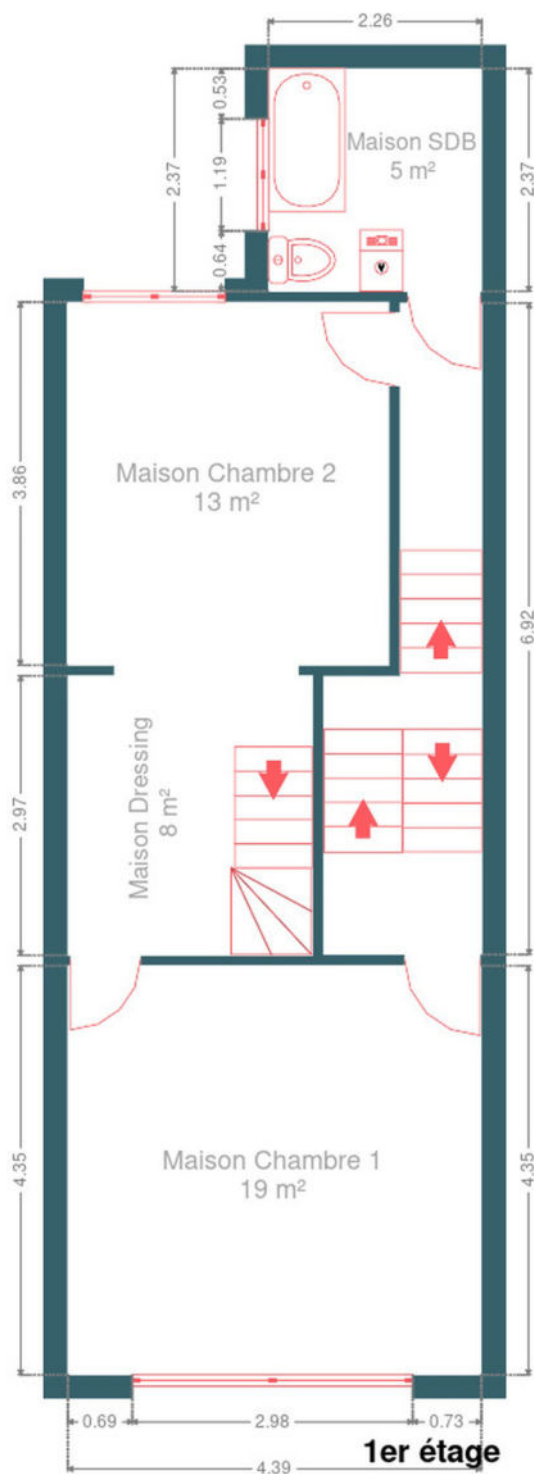 2.26
0.53
Maison SDB
5 m²
2.37
1.19
2.37
0.64
Maison Chambre 2
13 m²
3.86
6.92
Maison Dressing
8 m²
2.97
Maison Chambre 1
19 m²
4.35
4.35
0.69
2.98
0.73
1er étage
4.39